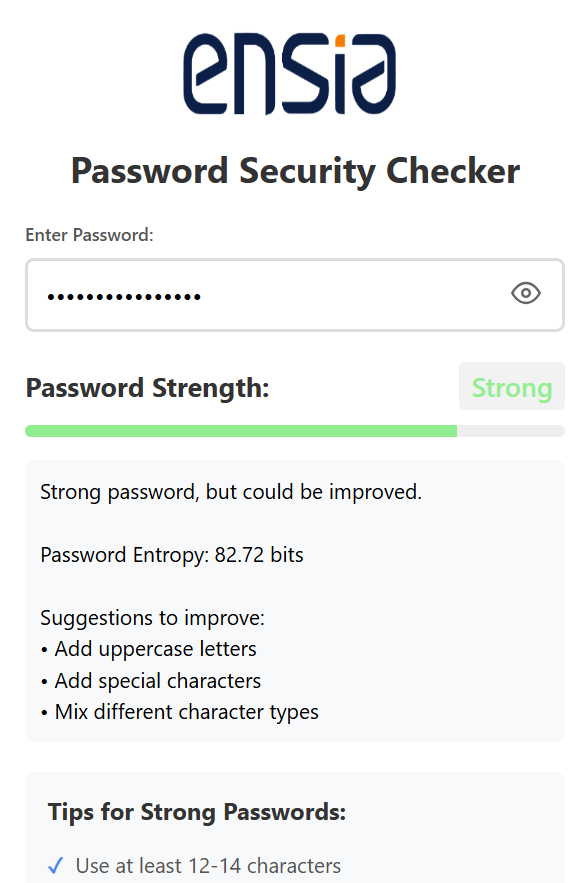 ensia
Password Security Checker
Enter Password:
••••••••••••••••
Password Strength:
Strong
Strong password, but could be improved.
Password Entropy: 82.72 bits
Suggestions to improve:
• Add uppercase letters
• Add special characters
• Mix different character types
Tips for Strong Passwords:
✓ Use at least 12-14 characters